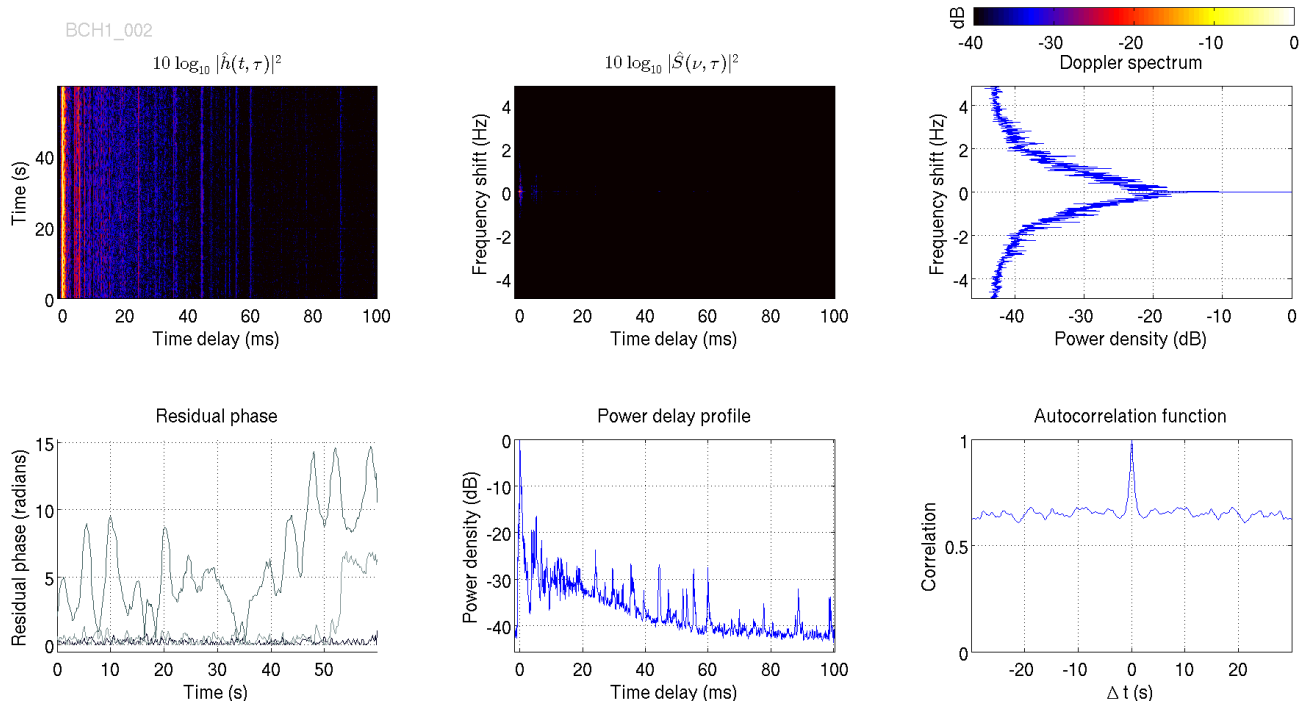 BCH1_002
dB
-40 -30 -20 -10 0
10 log₁₀ |ĥ(t, τ)|²
Time (s)
0 20 40
0 20 40 60 80 100
Time delay (ms)
10 log₁₀ |Ŝ(ν, τ)|²
Frequency shift (Hz)
4 2 0 -2 -4
0 20 40 60 80 100
Time delay (ms)
Doppler spectrum
Frequency shift (Hz)
4 2 0 -2 -4
-40 -30 -20 -10 0
Power density (dB)
Residual phase
Residual phase (radians)
15 10 5 0
0 10 20 30 40 50
Time (s)
Power delay profile
Power density (dB)
0 -10 -20 -30 -40
0 20 40 60 80 100
Time delay (ms)
Autocorrelation function
Correlation
1 0.5 0
-20 -10 0 10 20
Δ t (s)